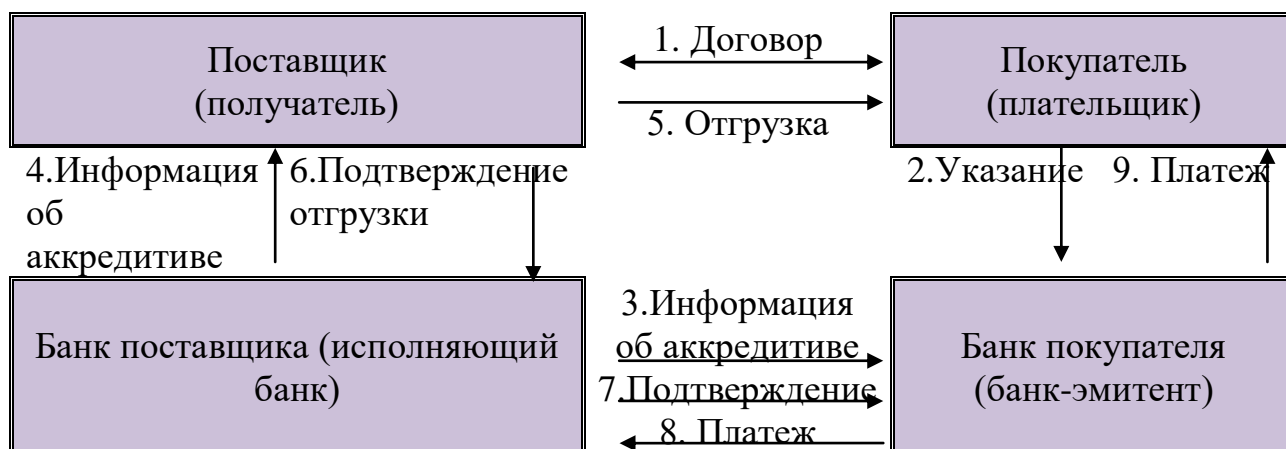 Поставщик
(получатель)
1. Договор
5. Отгрузка
Покупатель
(плательщик)
4.Информация
об
аккредитиве
6.Подтверждение
отгрузки
2.Указание
9. Платеж
Банк поставщика (исполняющий
банк)
3.Информация
об аккредитиве
7.Подтверждение
8. Платеж
Банк покупателя
(банк-эмитент)